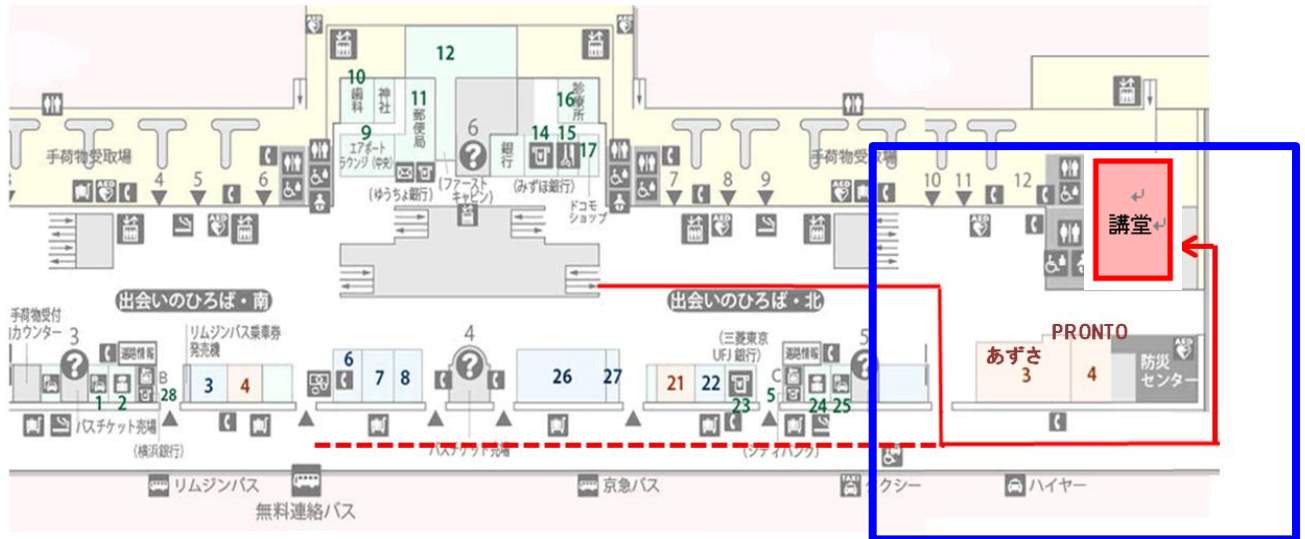 12
10
歯科
神社
11
郵便局
6
16
診療所
9
エアポート
ラウンジ(中央)
銀行
14
15
17
手荷物受取場
手荷物受取場
(ゆうちょ銀行)
(ファースト
キャビン)
(みずほ銀行)
ドコモ
ショップ
4
5
6
7
8
9
10
11
12
AED
講堂
出会いのひろば・南
出会いのひろば・北
手荷物受付
カウンター
3
道路情報
リムジンバス乗車券
発売機
4
(三菱東京
UFJ銀行)
道路情報
5
PRONTO
あずさ
3
4
防災
センター
AED
B
1
2
28
3
4
6
7
8
26
27
21
22
23
C
5
24
25
バスチケット売場
(横浜銀行)
バスチケット売場
(シティバンク)
リムジンバス
無料連絡バス
京急バス
TAXI
タクシー
ハイヤー